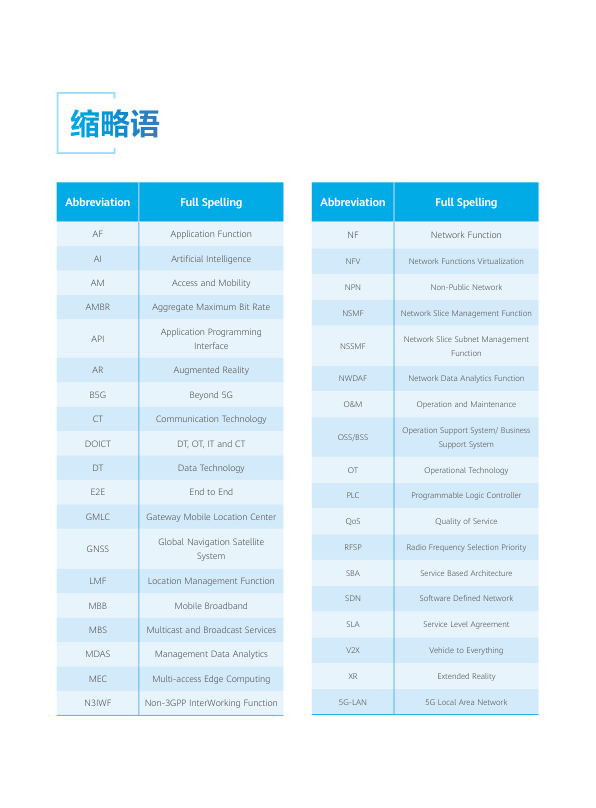 缩略语
Abbreviation Full Spelling
AF Application Function
AI Artificial Intelligence
AM Access and Mobility
AMBR Aggregate Maximum Bit Rate
API Application Programming
Interface
AR Augmented Reality
B5G Beyond 5G
CT Communication Technology
DOICT DT, OT, IT and CT
DT Data Technology
E2E End to End
GMLC Gateway Mobile Location Center
GNSS Global Navigation Satellite
System
LMF Location Management Function
MBB Mobile Broadband
MBS Multicast and Broadcast Services
MDAS Management Data Analytics
MEC Multi-access Edge Computing
N3IWF Non-3GPP InterWorking Function
Abbreviation Full Spelling
NF Network Function
NFV Network Functions Virtualization
NPN Non-Public Network
NSMF Network Slice Management Function
NSSMF Network Slice Subnet Management
Function
NWDAF Network Data Analytics Function
O&M Operation and Maintenance
OSS/BSS Operation Support System/ Business
Support System
OT Operational Technology
PLC Programmable Logic Controller
QoS Quality of Service
RFSP Radio Frequency Selection Priority
SBA Service Based Architecture
SDN Software Defined Network
SLA Service Level Agreement
V2X Vehicle to Everything
XR Extended Reality
5G-LAN 5G Local Area Network